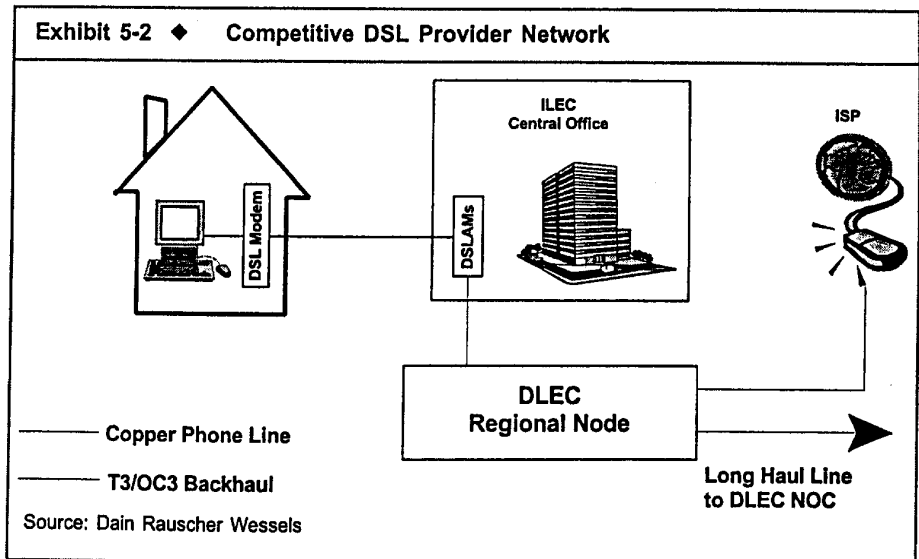 Exhibit 5-2 ◆ Competitive DSL Provider Network
ILEC
Central Office
ISP
DSL Modem
DSLAMs
DLEC
Regional Node
Copper Phone Line
T3/OC3 Backhaul
Long Haul Line
to DLEC NOC
Source: Dain Rauscher Wessels